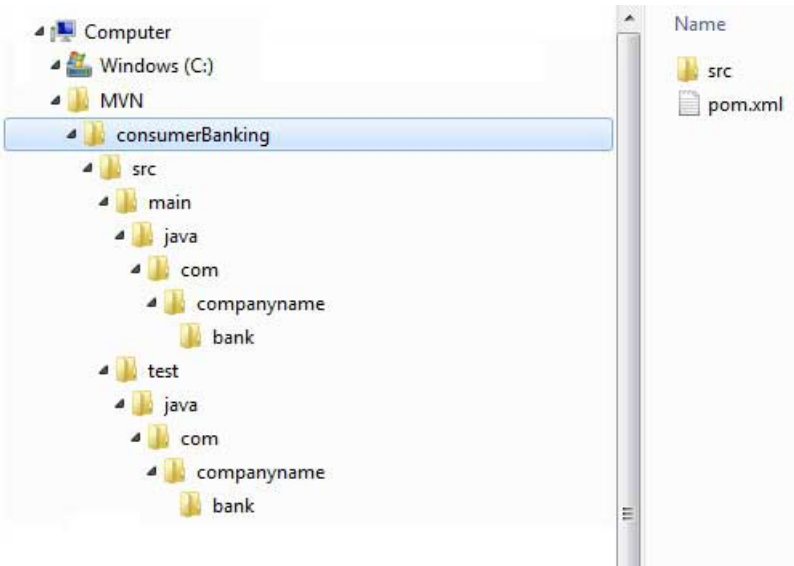 Computer
Windows (C:)
MVN
consumerBanking
src
main
java
com
companyname
bank
test
java
com
companyname
bank
Name
src
pom.xml